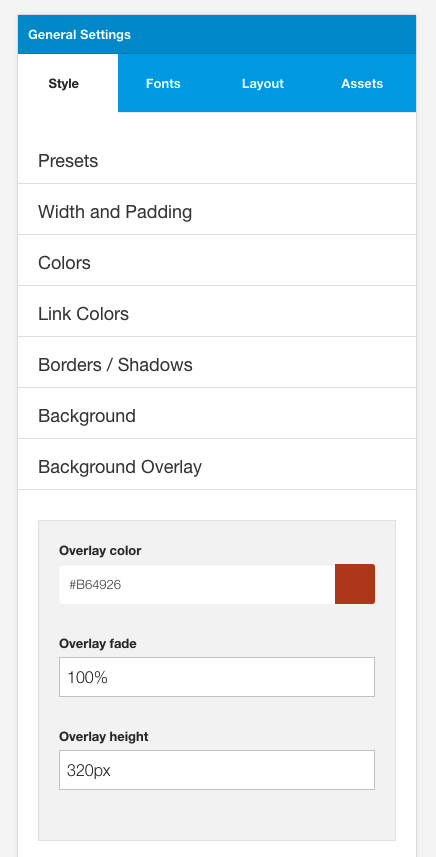 General Settings
Style Fonts Layout Assets
Presets
Width and Padding
Colors
Link Colors
Borders / Shadows
Background
Background Overlay
Overlay color
#B64926
Overlay fade
100%
Overlay height
320px